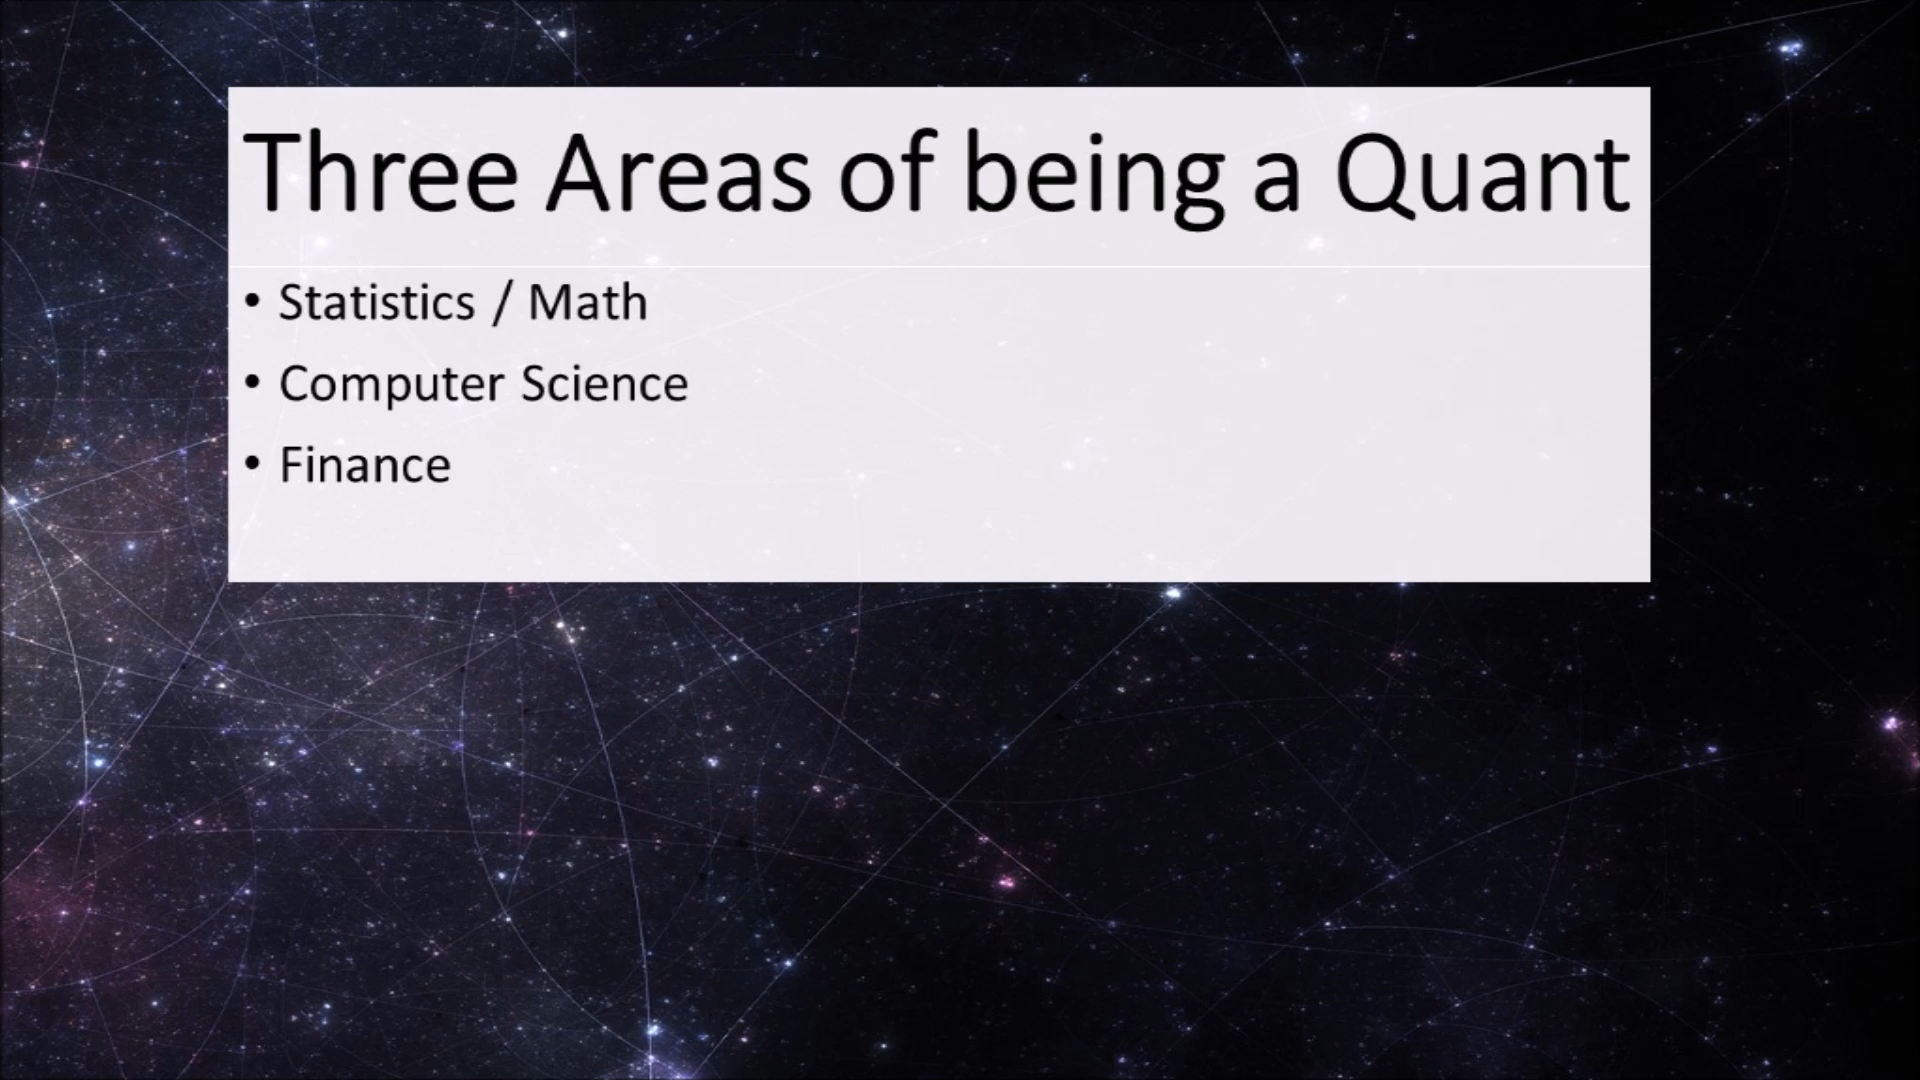 Three Areas of being a Quant
• Statistics / Math
• Computer Science
• Finance